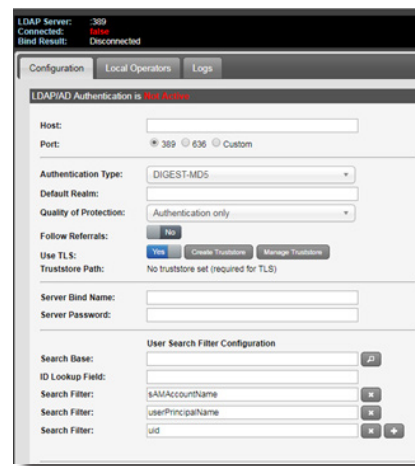 LDAP Server: :389
Connected: false
Bind Result: Disconnected
Configuration Local Operators Logs
LDAP/AD Authentication is Not Active
Host:
Port: 389 636 Custom
Authentication Type: DIGEST-MD5
Default Realm:
Quality of Protection: Authentication only
Follow Referrals: No
Use TLS: Yes Create Truststore Manage Truststore
Truststore Path: No truststore set (required for TLS)
Server Bind Name:
Server Password:
User Search Filter Configuration
Search Base:
ID Lookup Field:
Search Filter: sAMAccountName
Search Filter: userPrincipalName
Search Filter: uid